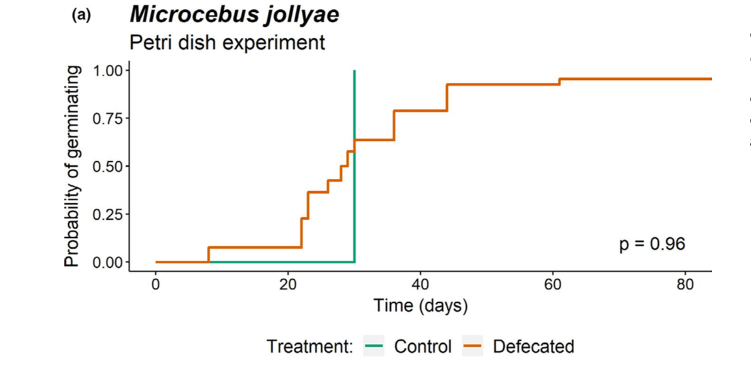 (a) Microcebus jollyae
Petri dish experiment
Probability of germinating
1.00
0.75
0.50
0.25
0.00
p = 0.96
0 20 40 60 80
Time (days)
Treatment: Control Defecated